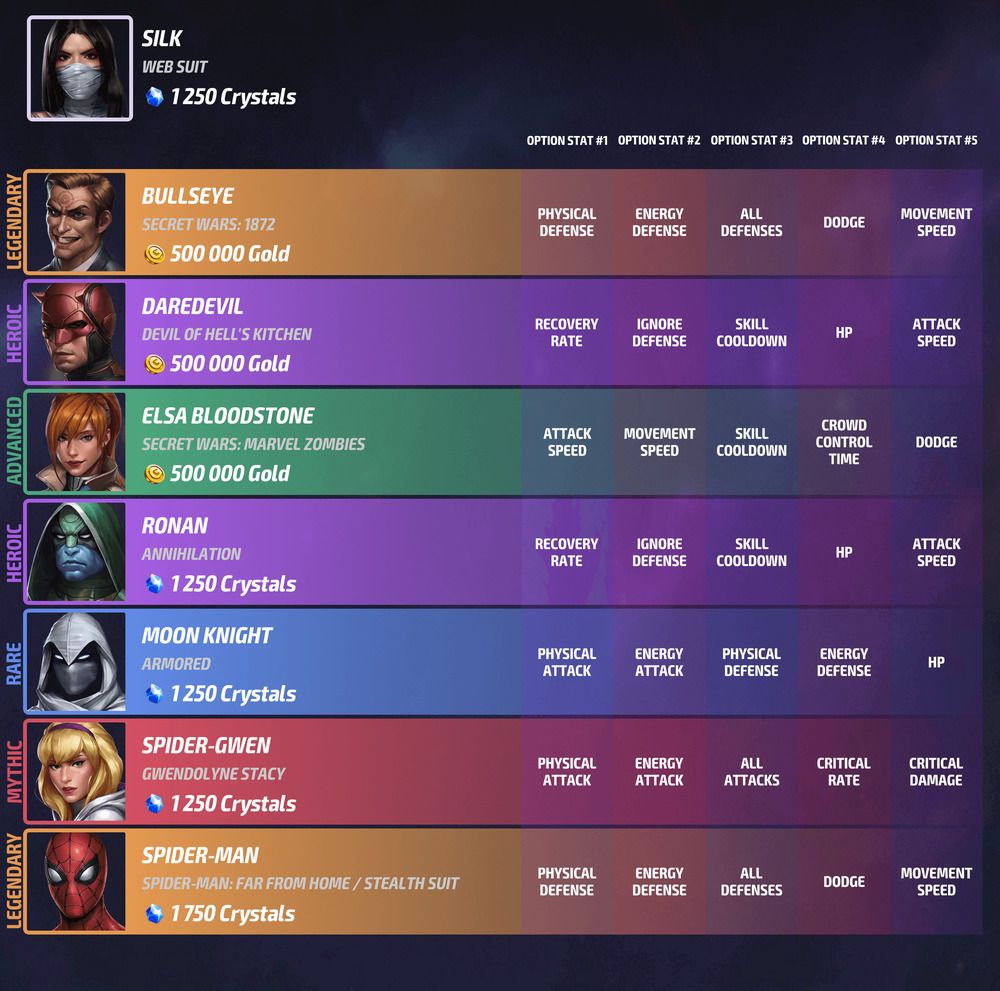 SILK
WEB SUIT
1 250 Crystals
OPTION STAT #1 OPTION STAT #2 OPTION STAT #3 OPTION STAT #4 OPTION STAT #5
LEGENDARY
BULLSEYE
SECRET WARS: 1872
500 000 Gold
PHYSICAL
DEFENSE
ENERGY
DEFENSE
ALL
DEFENSES
DODGE
MOVEMENT
SPEED
HEROIC
DAREDEVIL
DEVIL OF HELL'S KITCHEN
500 000 Gold
RECOVERY
RATE
IGNORE
DEFENSE
SKILL
COOLDOWN
HP
ATTACK
SPEED
ADVANCED
ELSA BLOODSTONE
SECRET WARS: MARVEL ZOMBIES
500 000 Gold
ATTACK
SPEED
MOVEMENT
SPEED
SKILL
COOLDOWN
CROWD
CONTROL
TIME
DODGE
HEROIC
RONAN
ANNIHILATION
1 250 Crystals
RECOVERY
RATE
IGNORE
DEFENSE
SKILL
COOLDOWN
HP
ATTACK
SPEED
RARE
MOON KNIGHT
ARMORED
1 250 Crystals
PHYSICAL
ATTACK
ENERGY
ATTACK
PHYSICAL
DEFENSE
ENERGY
DEFENSE
HP
MYTHIC
SPIDER-GWEN
GWENDOLYNE STACY
1 250 Crystals
PHYSICAL
ATTACK
ENERGY
ATTACK
ALL
ATTACKS
CRITICAL
RATE
CRITICAL
DAMAGE
LEGENDARY
SPIDER-MAN
SPIDER-MAN: FAR FROM HOME / STEALTH SUIT
1 750 Crystals
PHYSICAL
DEFENSE
ENERGY
DEFENSE
ALL
DEFENSES
DODGE
MOVEMENT
SPEED